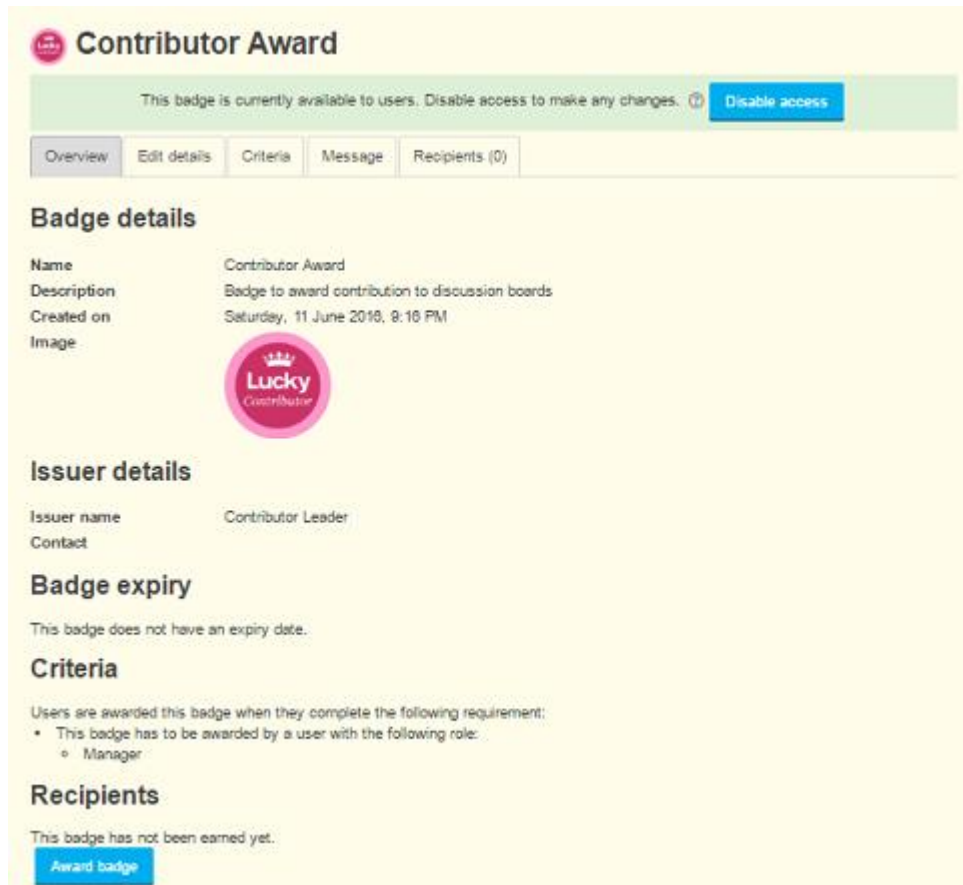 Lucky
Contributor Award
This badge is currently available to users. Disable access to make any changes. ?
Disable access
Overview
Edit details
Criteria
Message
Recipients (0)
Badge details
Name Contributor Award
Description Badge to award contribution to discussion boards
Created on Saturday, 11 June 2016, 9:16 PM
Image
Lucky
Contributor
Issuer details
Issuer name Contributor Leader
Contact
Badge expiry
This badge does not have an expiry date.
Criteria
Users are awarded this badge when they complete the following requirement:
• This badge has to be awarded by a user with the following role:
◦ Manager
Recipients
This badge has not been earned yet.
Award badge